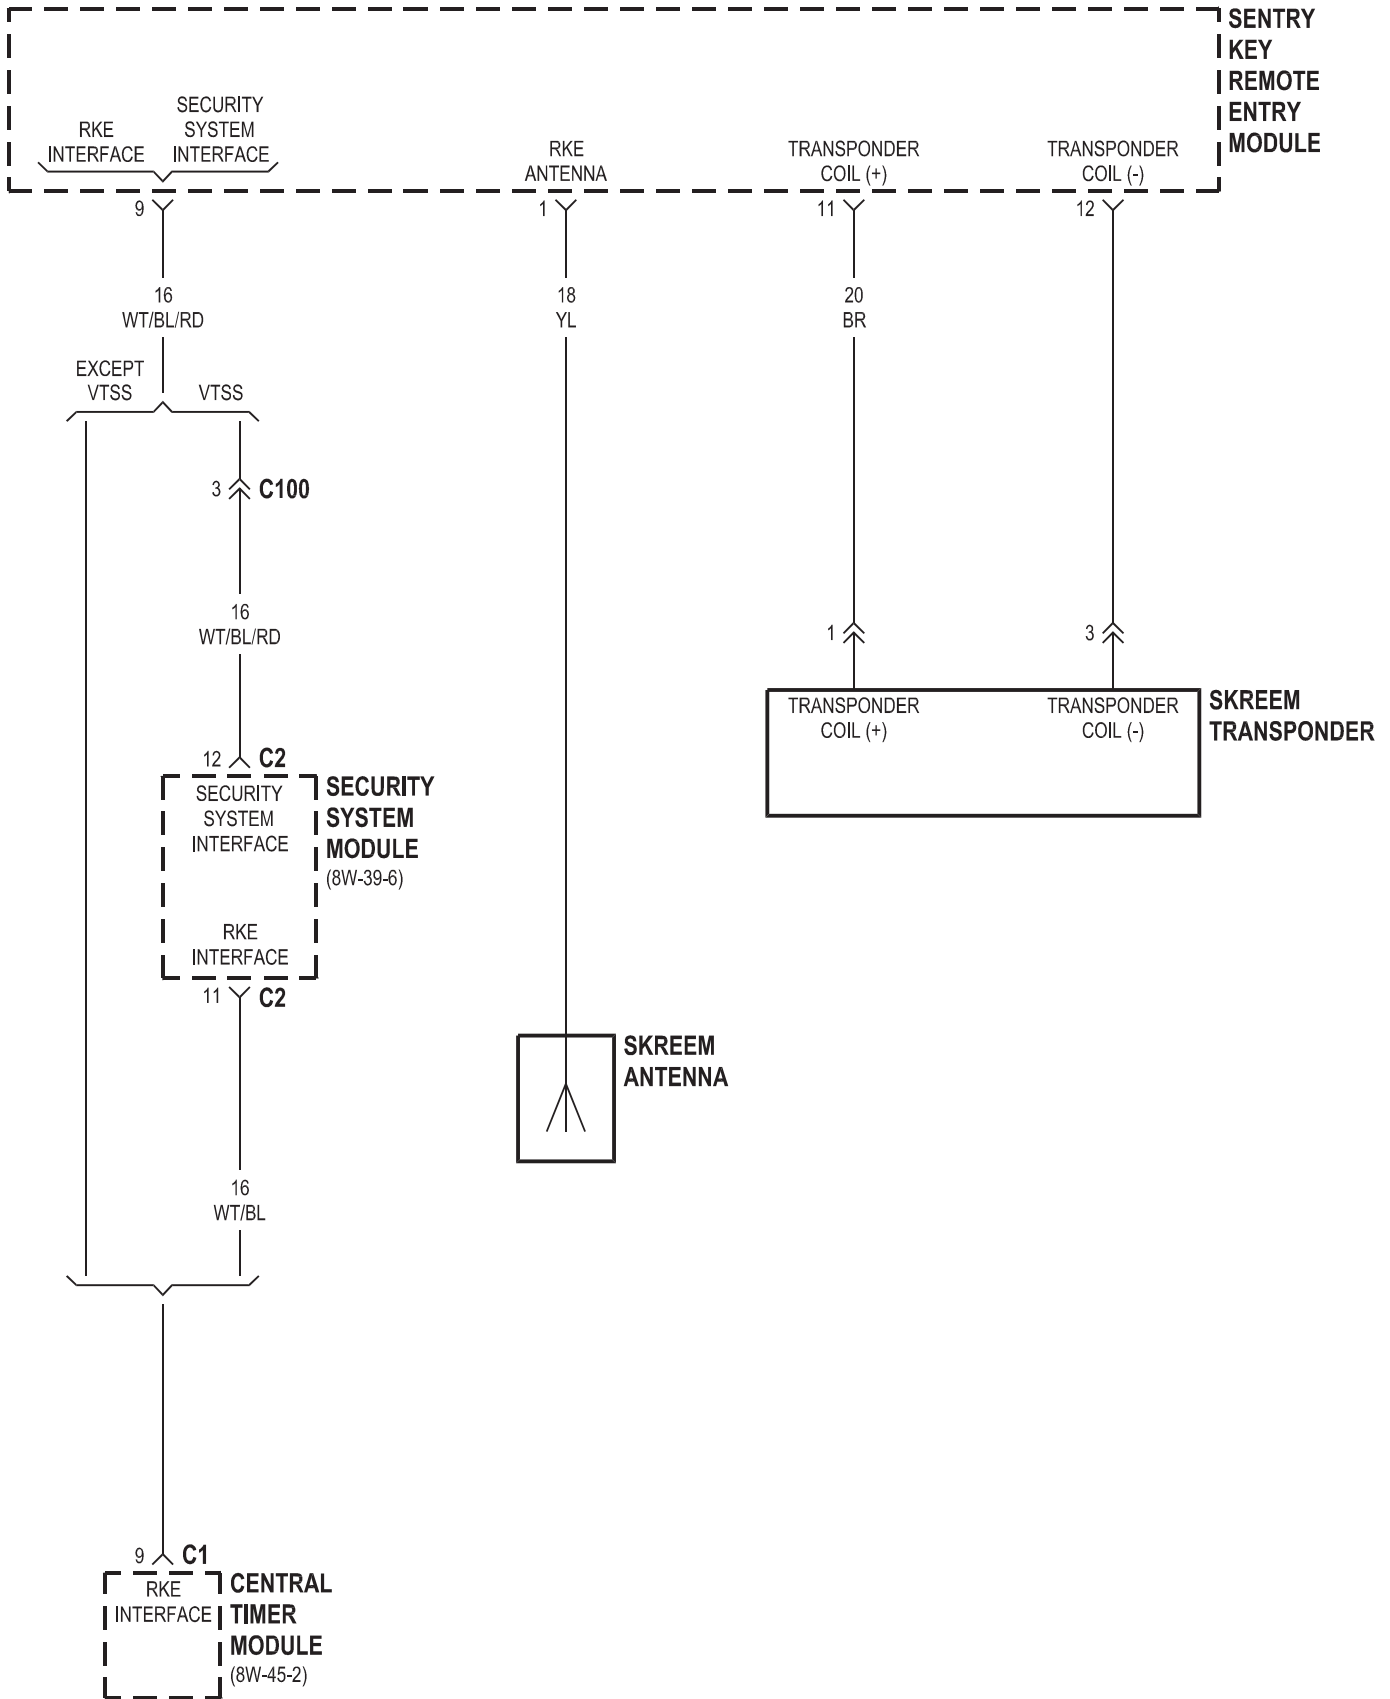 SENTRY
KEY
REMOTE
ENTRY
MODULE
RKE
INTERFACE
SECURITY
SYSTEM
INTERFACE
RKE
ANTENNA
TRANSPONDER
COIL (+)
TRANSPONDER
COIL (-)
9
1
11
12
16
WT/BL/RD
18
YL
20
BR
EXCEPT
VTSS
VTSS
3
C100
16
WT/BL/RD
1
3
TRANSPONDER
COIL (+)
TRANSPONDER
COIL (-)
SKREEM
TRANSPONDER
12
C2
SECURITY
SYSTEM
INTERFACE
SECURITY
SYSTEM
MODULE
(8W-39-6)
RKE
INTERFACE
11
C2
SKREEM
ANTENNA
16
WT/BL
9
C1
RKE
INTERFACE
CENTRAL
TIMER
MODULE
(8W-45-2)